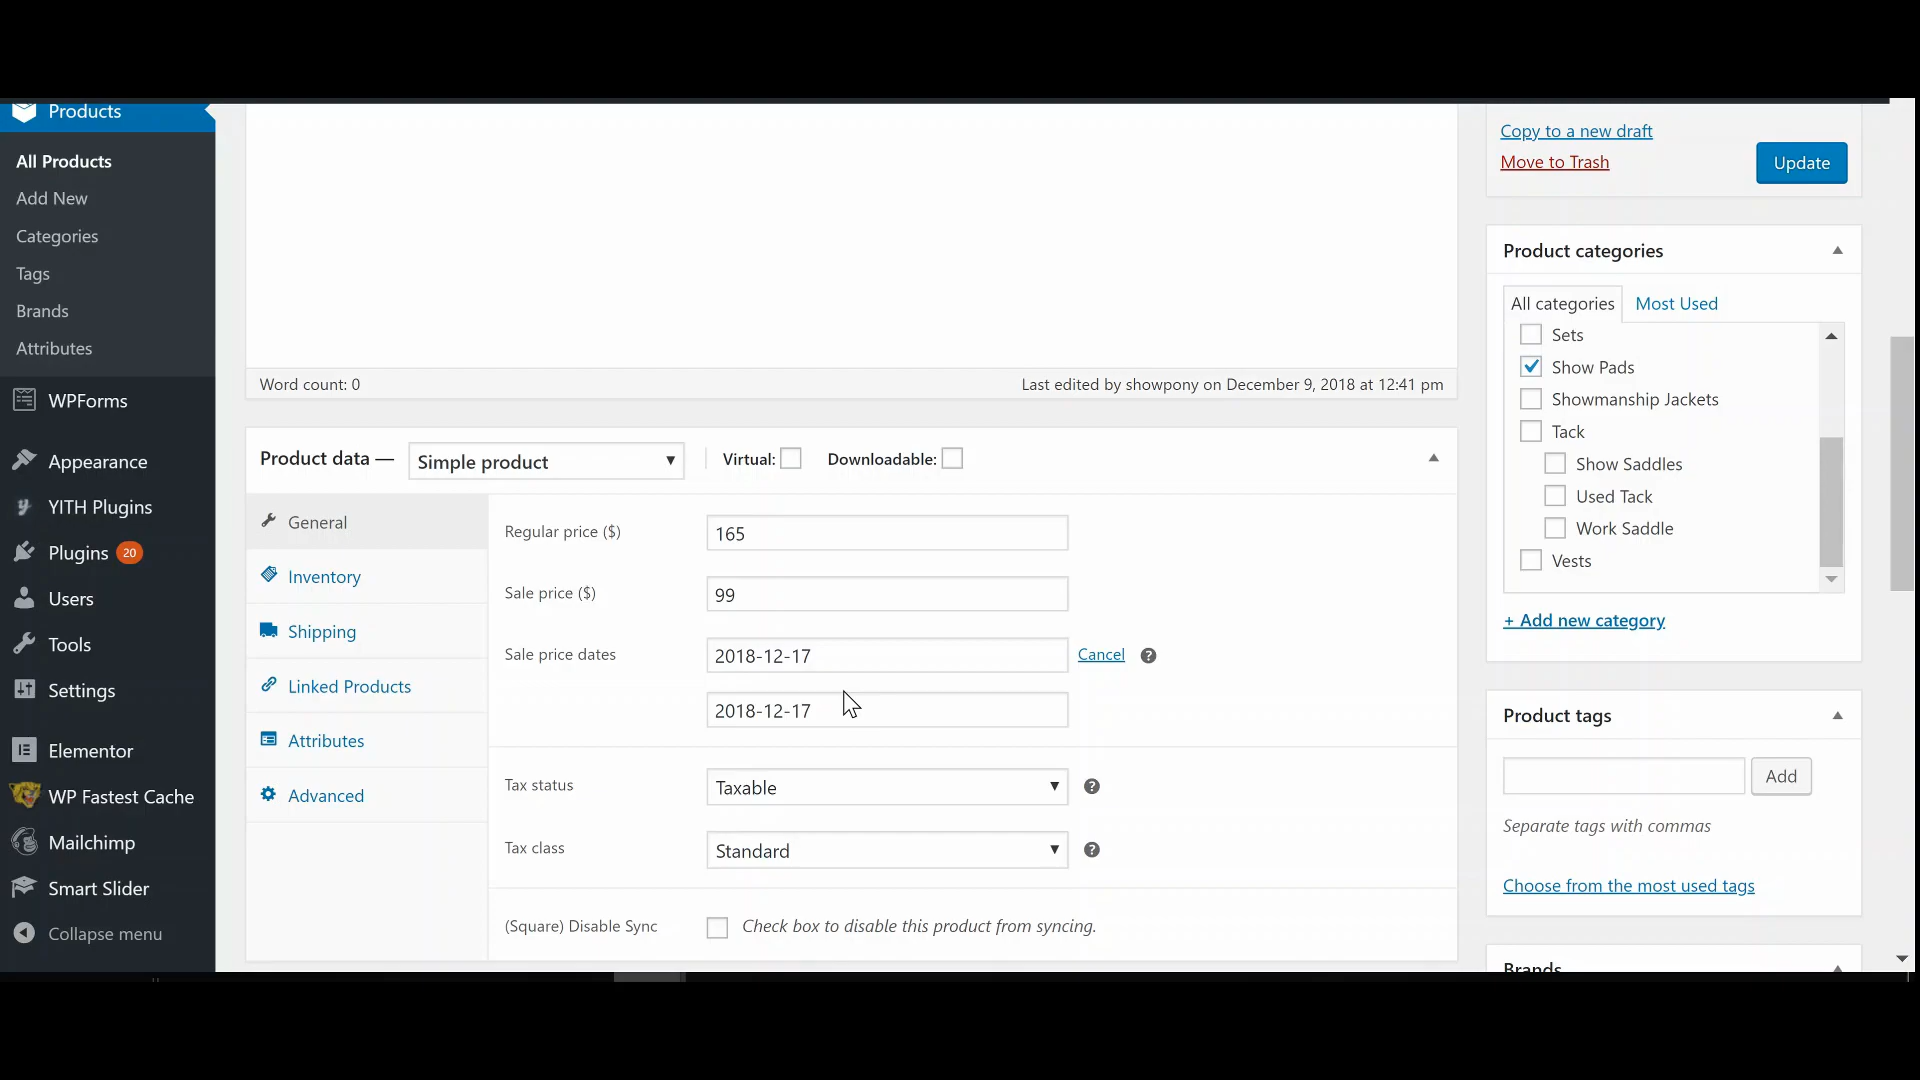 Products
All Products
Add New
Categories
Tags
Brands
Attributes
WPForms
Appearance
YITH Plugins
Plugins 20
Users
Tools
Settings
Elementor
WP Fastest Cache
Mailchimp
Smart Slider
Collapse menu
Word count: 0
Last edited by showpony on December 9, 2018 at 12:41 pm
Product data —
Simple product
Virtual:
Downloadable:
General
Inventory
Shipping
Linked Products
Attributes
Advanced
Regular price ($)
165
Sale price ($)
99
Sale price dates
2018-12-17
Cancel
2018-12-17
Tax status
Taxable
Tax class
Standard
(Square) Disable Sync
Check box to disable this product from syncing.
Copy to a new draft
Move to Trash
Update
Product categories
All categories
Most Used
Sets
Show Pads
Showmanship Jackets
Tack
Show Saddles
Used Tack
Work Saddle
Vests
+ Add new category
Product tags
Add
Separate tags with commas
Choose from the most used tags
Brands